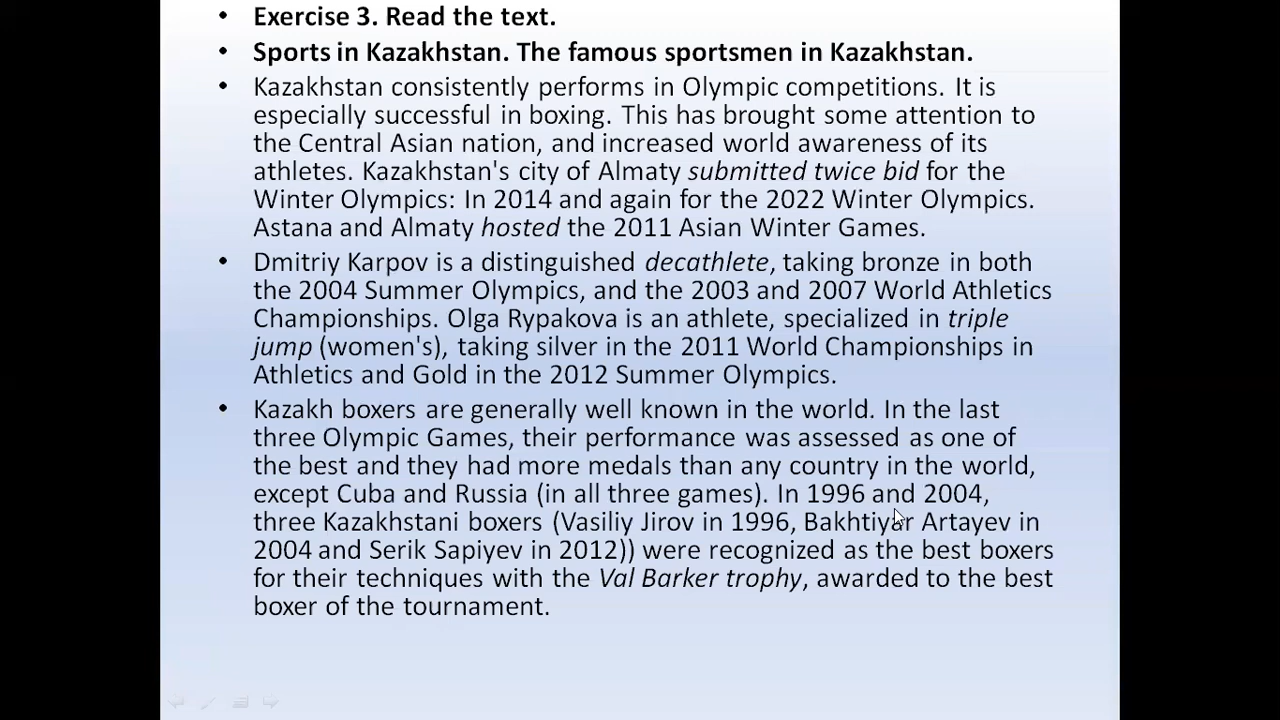 • Exercise 3. Read the text.
• Sports in Kazakhstan. The famous sportsmen in Kazakhstan.
• Kazakhstan consistently performs in Olympic competitions. It is
especially successful in boxing. This has brought some attention to
the Central Asian nation, and increased world awareness of its
athletes. Kazakhstan's city of Almaty submitted twice bid for the
Winter Olympics: In 2014 and again for the 2022 Winter Olympics.
Astana and Almaty hosted the 2011 Asian Winter Games.
• Dmitriy Karpov is a distinguished decathlete, taking bronze in both
the 2004 Summer Olympics, and the 2003 and 2007 World Athletics
Championships. Olga Rypakova is an athlete, specialized in triple
jump (women's), taking silver in the 2011 World Championships in
Athletics and Gold in the 2012 Summer Olympics.
• Kazakh boxers are generally well known in the world. In the last
three Olympic Games, their performance was assessed as one of
the best and they had more medals than any country in the world,
except Cuba and Russia (in all three games). In 1996 and 2004,
three Kazakhstani boxers (Vasiliy Jirov in 1996, Bakhtiyar Artayev in
2004 and Serik Sapiyev in 2012)) were recognized as the best boxers
for their techniques with the Val Barker trophy, awarded to the best
boxer of the tournament.